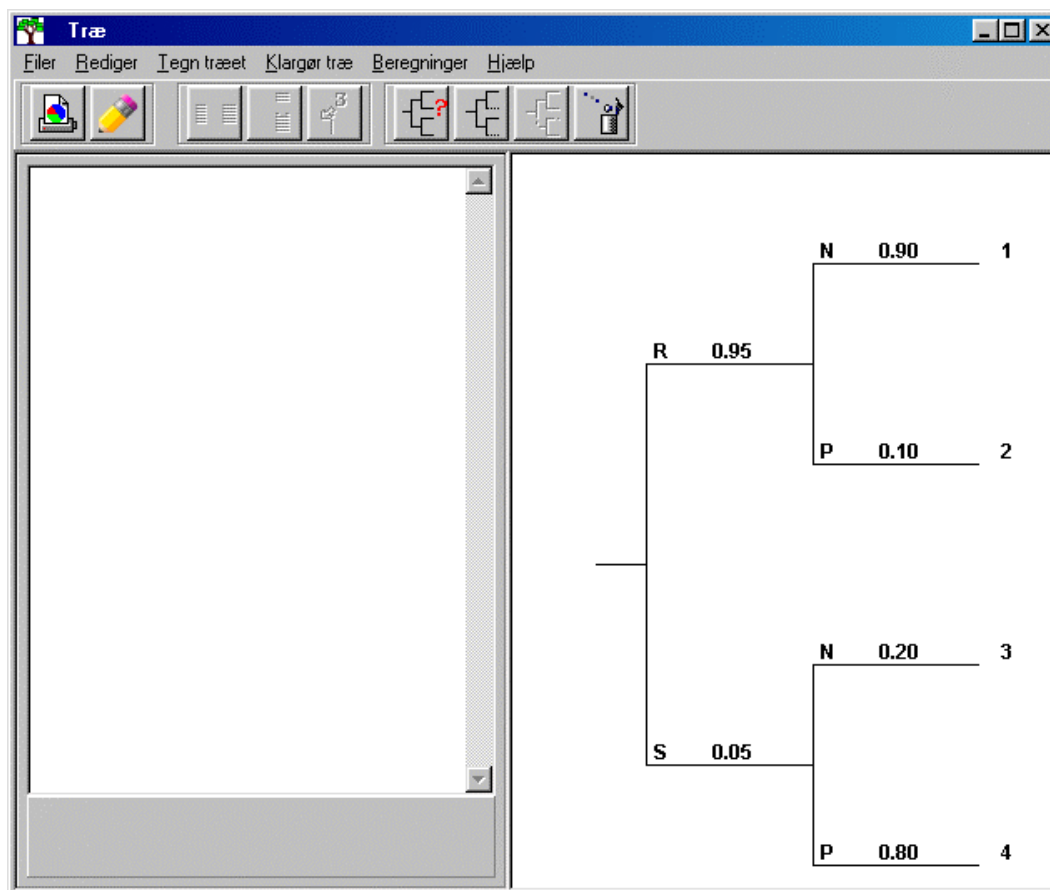 Træ
Filer Rediger Tegn træet Klargør træ Beregninger Hjælp
3
?
N 0.90 1
R 0.95
P 0.10 2
N 0.20 3
S 0.05
P 0.80 4